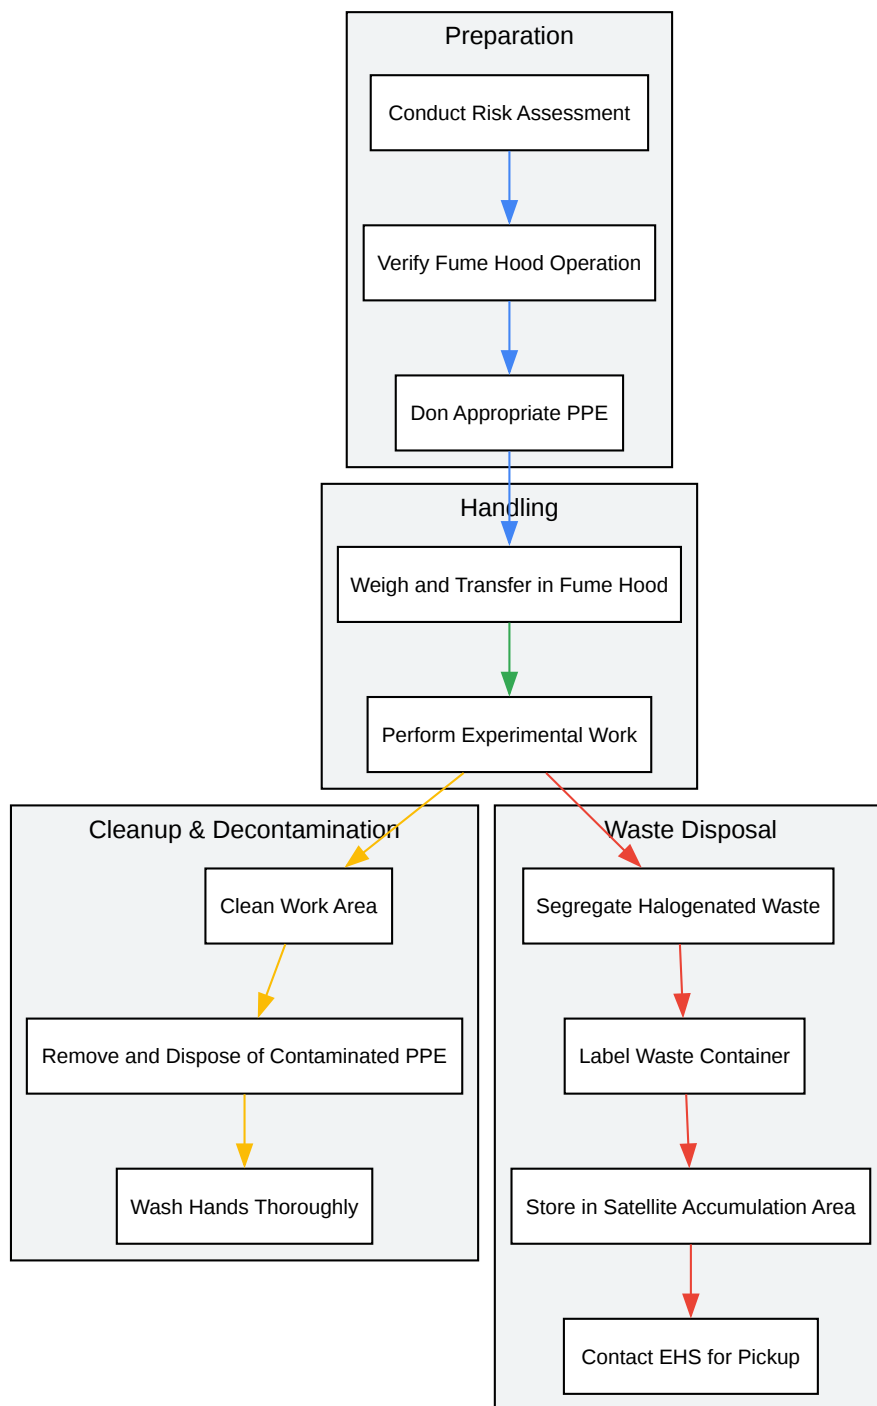 Preparation
Conduct Risk Assessment
Verify Fume Hood Operation
Don Appropriate PPE
Handling
Weigh and Transfer in Fume Hood
Perform Experimental Work
Cleanup & Decontamination
Clean Work Area
Remove and Dispose of Contaminated PPE
Wash Hands Thoroughly
Waste Disposal
Segregate Halogenated Waste
Label Waste Container
Store in Satellite Accumulation Area
Contact EHS for Pickup